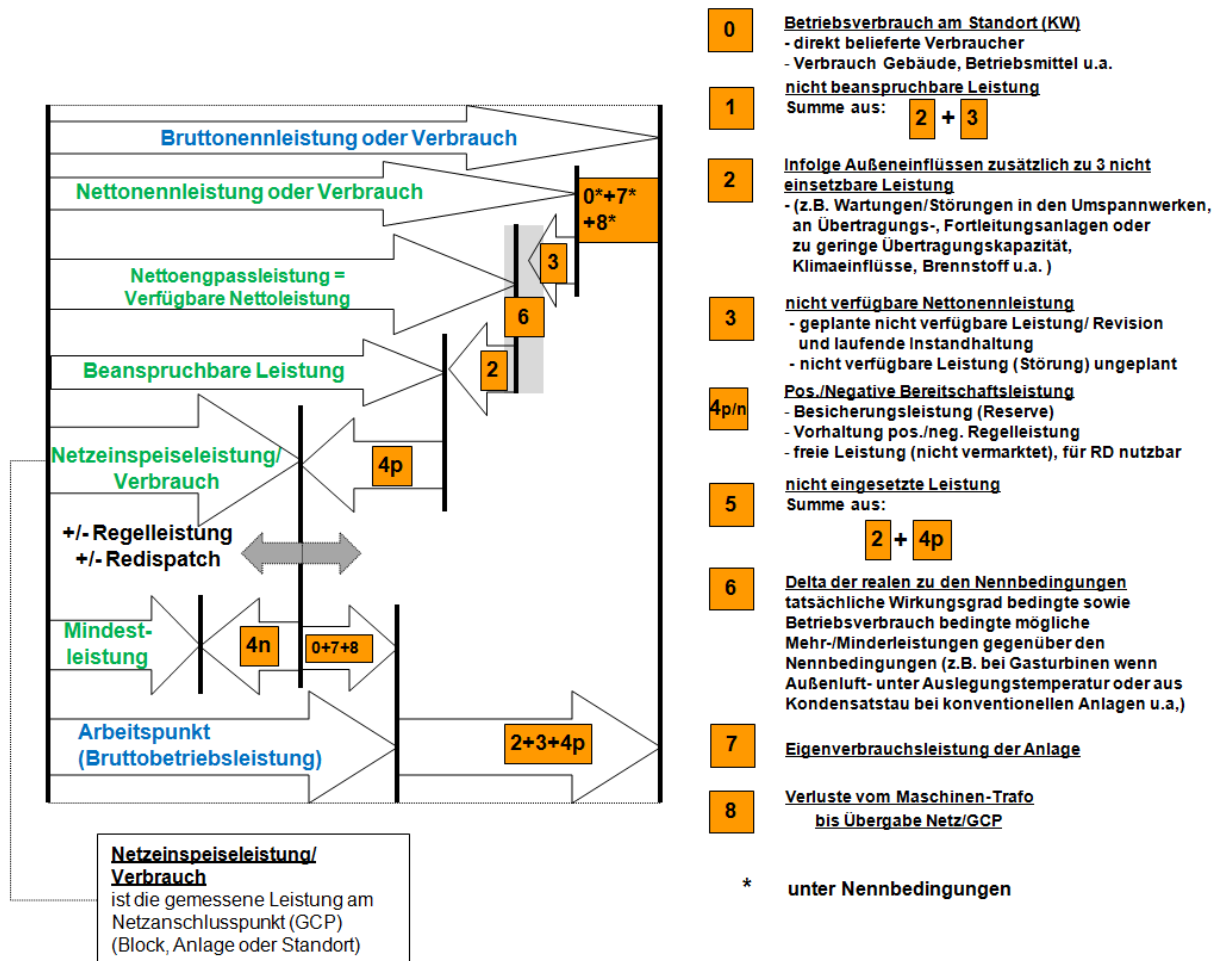 Bruttonennleistung oder Verbrauch
Nettonennleistung oder Verbrauch
0*+7*
+8*
3
Nettoengpassleistung =
Verfügbare Nettoleistung
6
Beanspruchbare Leistung
2
Netzeinspeiseleistung/
Verbrauch
4p
+/- Regelleistung
+/- Redispatch
Mindest-
leistung
4n
0+7+8
Arbeitspunkt
(Bruttobetriebsleistung)
2+3+4p
Netzeinspeiseleistung/
Verbrauch
ist die gemessene Leistung am
Netzanschlusspunkt (GCP)
(Block, Anlage oder Standort)
0
Betriebsverbrauch am Standort (KW)
- direkt belieferte Verbraucher
- Verbrauch Gebäude, Betriebsmittel u.a.
1
nicht beanspruchbare Leistung
Summe aus:
2 + 3
2
Infolge Außeneinflüssen zusätzlich zu 3 nicht
einsetzbare Leistung
- (z.B. Wartungen/Störungen in den Umspannwerken,
an Übertragungs-, Fortleitungsanlagen oder
zu geringe Übertragungskapazität,
Klimaeinflüsse, Brennstoff u.a. )
3
nicht verfügbare Nettonennleistung
- geplante nicht verfügbare Leistung/ Revision
und laufende Instandhaltung
- nicht verfügbare Leistung (Störung) ungeplant
4p/n
Pos./Negative Bereitschaftsleistung
- Besicherungsleistung (Reserve)
- Vorhaltung pos./neg. Regelleistung
- freie Leistung (nicht vermarktet), für RD nutzbar
5
nicht eingesetzte Leistung
Summe aus:
2 + 4p
6
Delta der realen zu den Nennbedingungen
tatsächliche Wirkungsgrad bedingte sowie
Betriebsverbrauch bedingte mögliche
Mehr-/Minderleistungen gegenüber den
Nennbedingungen (z.B. bei Gasturbinen wenn
Außenluft- unter Auslegungstemperatur oder aus
Kondensatstau bei konventionellen Anlagen u.a,)
7
Eigenverbrauchsleistung der Anlage
8
Verluste vom Maschinen-Trafo
bis Übergabe Netz/GCP
* unter Nennbedingungen